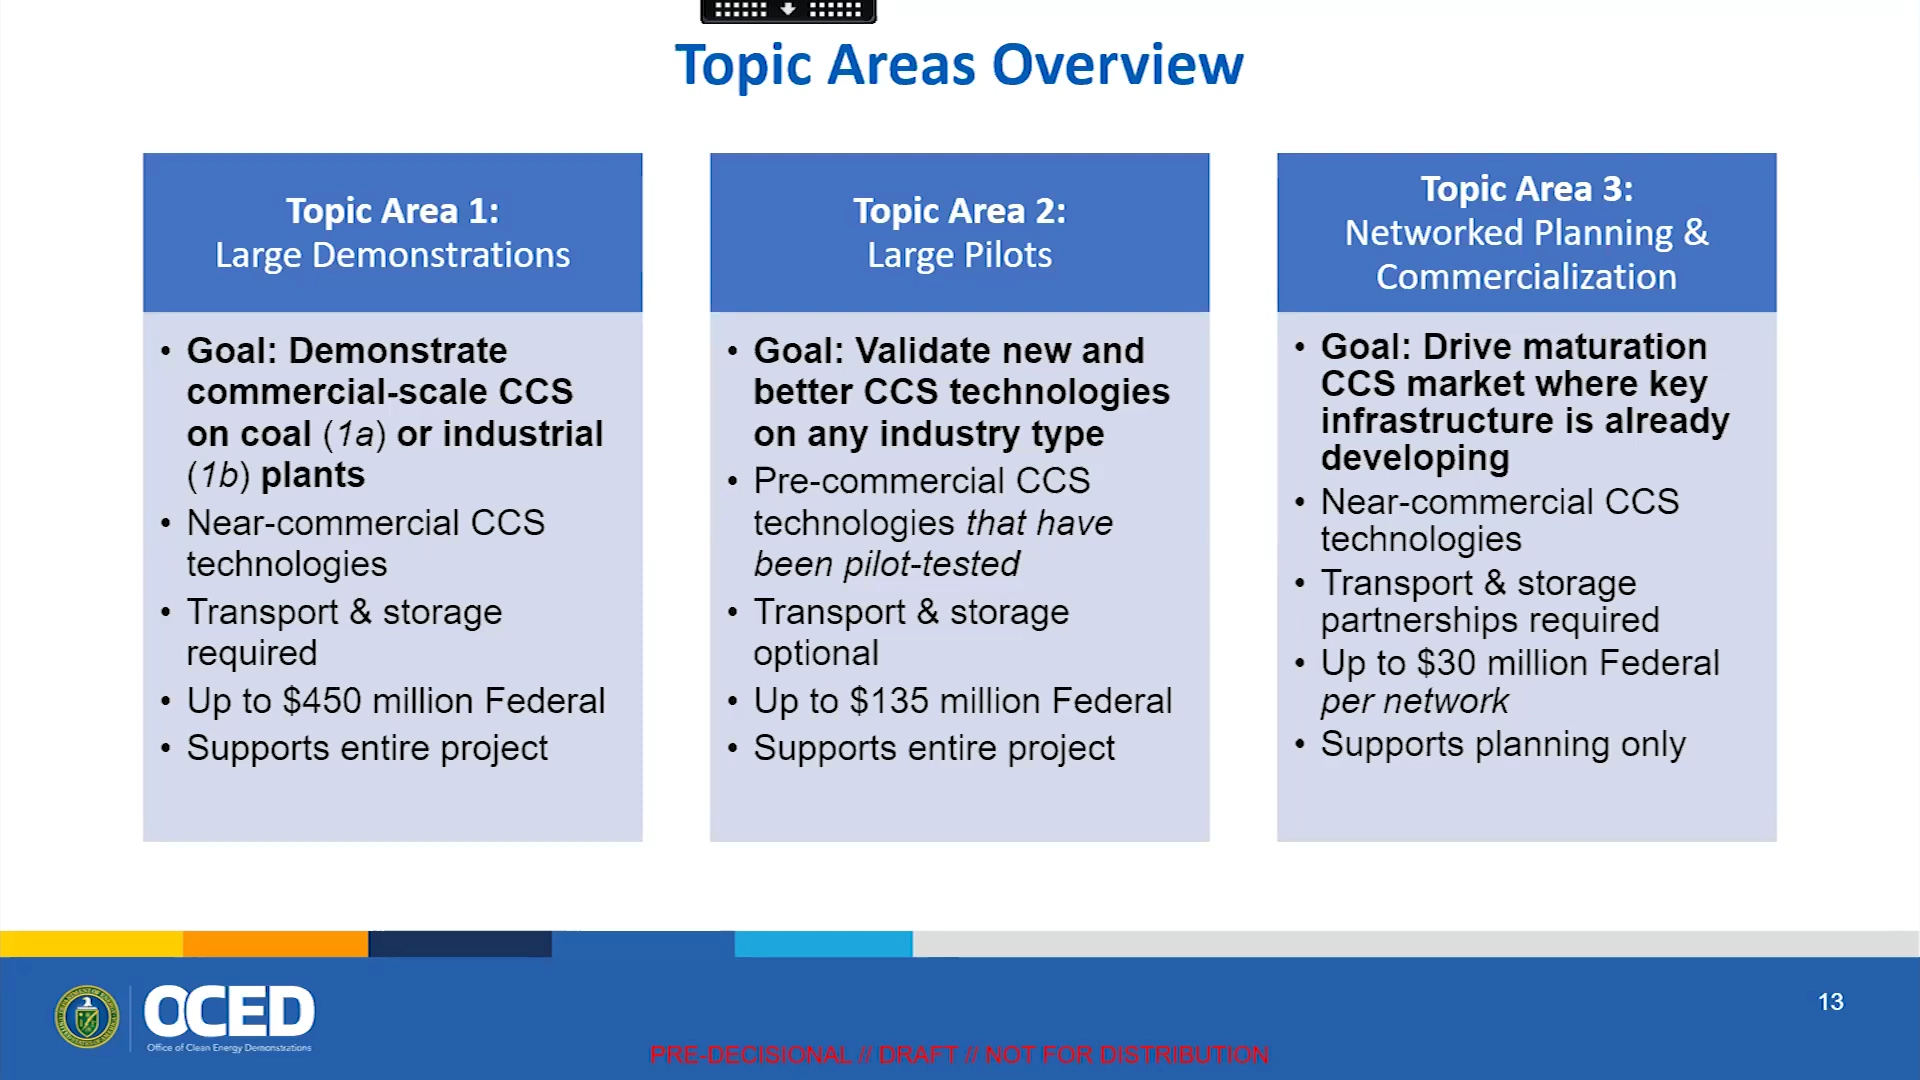 Topic Areas Overview
Topic Area 1:
Large Demonstrations
• Goal: Demonstrate
commercial-scale CCS
on coal (1a) or industrial
(1b) plants
• Near-commercial CCS
technologies
• Transport & storage
required
• Up to $450 million Federal
• Supports entire project
Topic Area 2:
Large Pilots
• Goal: Validate new and
better CCS technologies
on any industry type
• Pre-commercial CCS
technologies that have
been pilot-tested
• Transport & storage
optional
• Up to $135 million Federal
• Supports entire project
Topic Area 3:
Networked Planning &
Commercialization
• Goal: Drive maturation
CCS market where key
infrastructure is already
developing
• Near-commercial CCS
technologies
• Transport & storage
partnerships required
• Up to $30 million Federal
per network
• Supports planning only
OCED
Office of Clean Energy Demonstrations
13
PRE-DECISIONAL // DRAFT // NOT FOR DISTRIBUTION